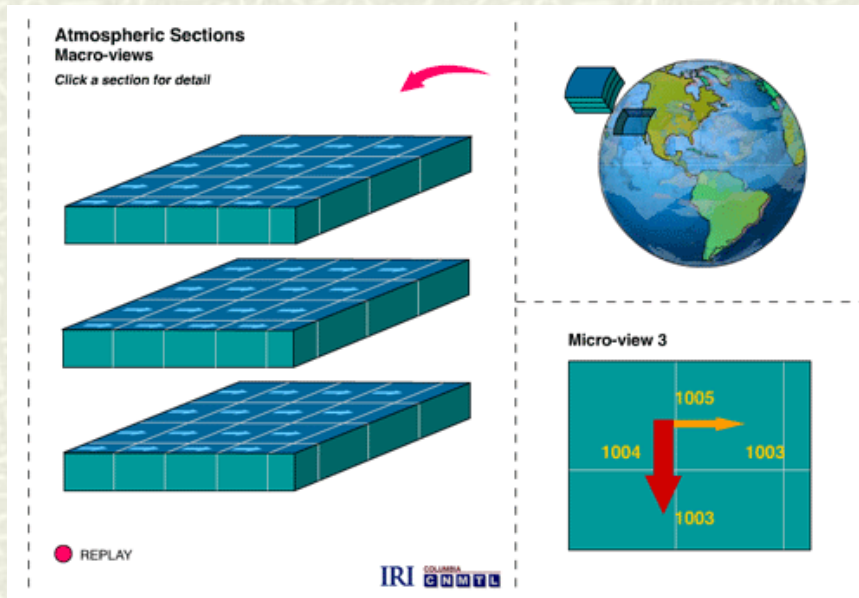 Atmospheric Sections
Macro-views
Click a section for detail
REPLAY
IRI COLUMBIA
CNMTL
Micro-view 3
1005
1004
1003
1003